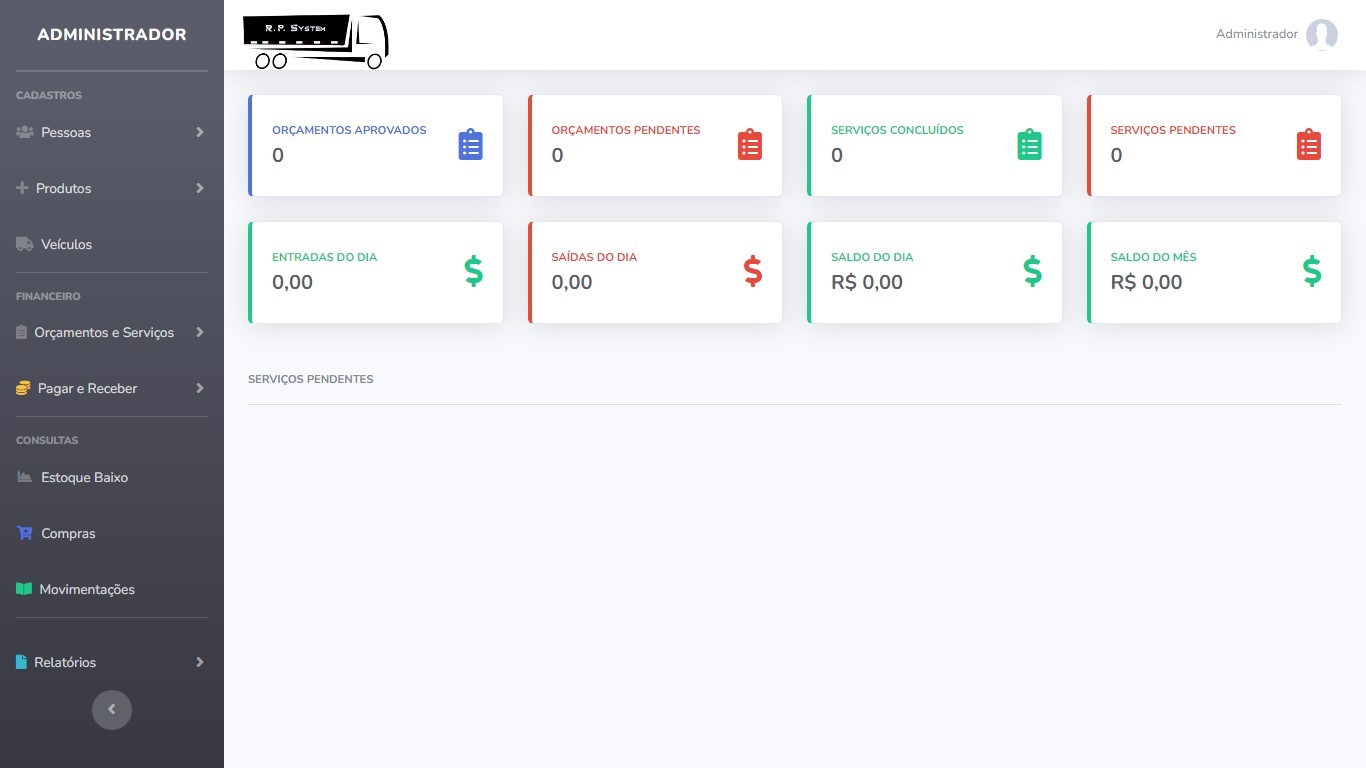 ADMINISTRADOR
CADASTROS
Pessoas
Produtos
Veículos
FINANCEIRO
Orçamentos e Serviços
Pagar e Receber
CONSULTAS
Estoque Baixo
Compras
Movimentações
Relatórios
R.P. System
Administrador
ORÇAMENTOS APROVADOS
0
ORÇAMENTOS PENDENTES
0
SERVIÇOS CONCLUÍDOS
0
SERVIÇOS PENDENTES
0
ENTRADAS DO DIA
0,00
SAÍDAS DO DIA
0,00
SALDO DO DIA
R$ 0,00
SALDO DO MÊS
R$ 0,00
SERVIÇOS PENDENTES